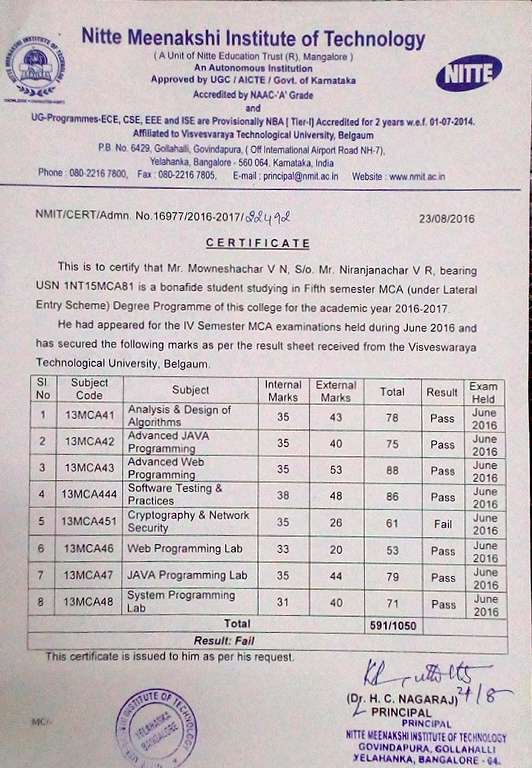 Nitte Meenakshi Institute of Technology
( A Unit of Nitte Education Trust (R), Mangalore )
An Autonomous Institution
Approved by UGC / AICTE / Govt. of Karnataka
Accredited by NAAC-'A' Grade
and
UG-Programmes-ECE, CSE, EEE and ISE are Provisionally NBA [ Tier-I] Accredited for 2 years w.e.f. 01-07-2014.
Affiliated to Visvesvaraya Technological University, Belgaum
P.B. No. 6429, Gollahalli, Govindapura, ( Off International Airport Road NH-7),
Yelahanka, Bangalore - 560 064, Karnataka, India
Phone : 080-2216 7800, Fax : 080-2216 7805, E-mail : principal@nmit.ac.in Website : www.nmit.ac.in
NITTE
NMIT/CERT/Admn. No.16977/2016-2017/22492 23/08/2016
CERTIFICATE
This is to certify that Mr. Mowneshachar V N, S/o. Mr. Niranjanachar V R, bearing
USN 1NT15MCA81 is a bonafide student studying in Fifth semester MCA (under Lateral
Entry Scheme) Degree Programme of this college for the academic year 2016-2017.
He had appeared for the IV Semester MCA examinations held during June 2016 and
has secured the following marks as per the result sheet received from the Visveswaraya
Technological University, Belgaum.
Sl. No Subject Code Subject Internal Marks External Marks Total Result Exam Held
1 13MCA41 Analysis & Design of Algorithms 35 43 78 Pass June 2016
2 13MCA42 Advanced JAVA Programming 35 40 75 Pass June 2016
3 13MCA43 Advanced Web Programming 35 53 88 Pass June 2016
4 13MCA444 Software Testing & Practices 38 48 86 Pass June 2016
5 13MCA451 Cryptography & Network Security 35 26 61 Fail June 2016
6 13MCA46 Web Programming Lab 33 20 53 Pass June 2016
7 13MCA47 JAVA Programming Lab 35 44 79 Pass June 2016
8 13MCA48 System Programming Lab 31 40 71 Pass June 2016
Total 591/1050
Result: Fail
This certificate is issued to him as per his request.
(Dr. H. C. NAGARAJ)
PRINCIPAL
PRINCIPAL
NITTE MEENAKSHI INSTITUTE OF TECHNOLOGY
GOVINDAPURA, GOLLAHALLI
YELAHANKA, BANGALORE - 64.
MC/-
YELAHANKA
BANGALORE